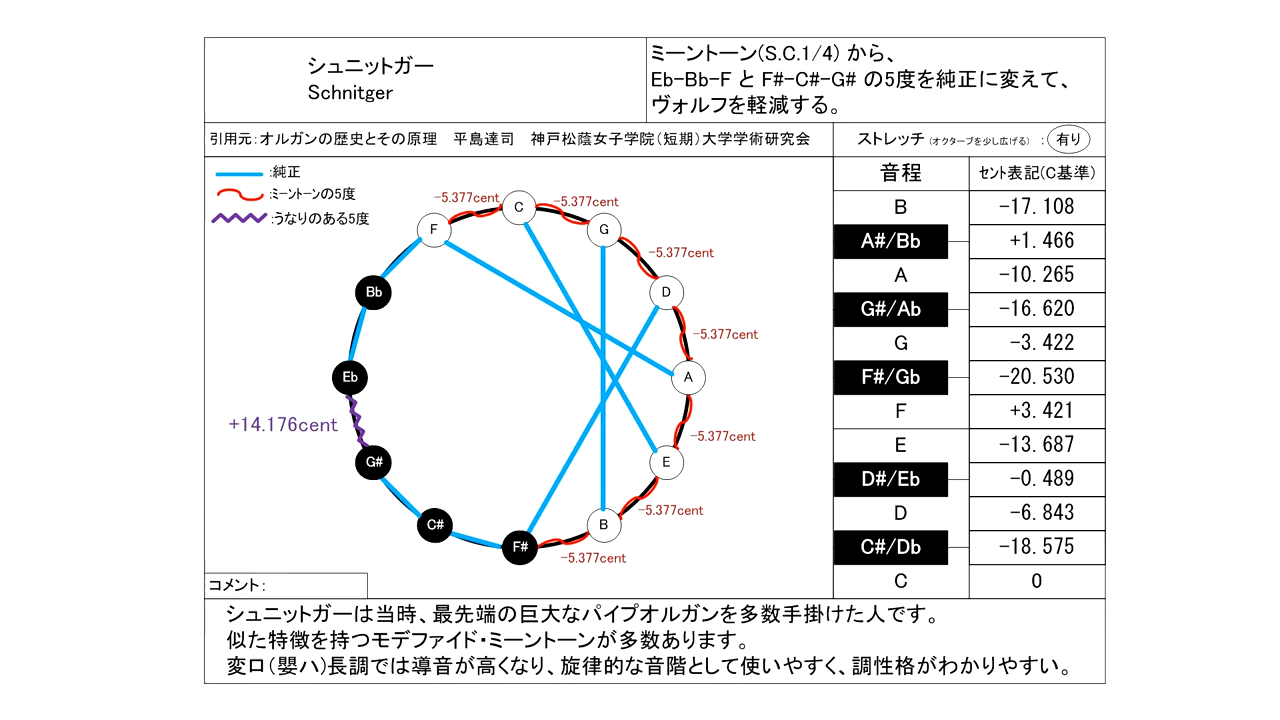 シュニットガー
Schnitger
ミーントーン(S.C.1/4) から、
Eb-Bb-F と F#-C#-G# の5度を純正に変えて、
ヴォルフを軽減する。
引用元:オルガンの歴史とその原理　平島達司　神戸松蔭女子学院(短期)大学学術研究会
ストレッチ (オクターブを少し広げる) : 有り
:純正
:ミーントーンの5度
:うなりのある5度
-5.377cent
-5.377cent
C
F
G
-5.377cent
Bb
D
-5.377cent
Eb
A
+14.176cent
-5.377cent
G#
E
-5.377cent
C#
B
F#
-5.377cent
音程 セント表記(C基準)
B -17.108
A#/Bb +1.466
A -10.265
G#/Ab -16.620
G -3.422
F#/Gb -20.530
F +3.421
E -13.687
D#/Eb -0.489
D -6.843
C#/Db -18.575
C 0
コメント:
シュニットガーは当時、最先端の巨大なパイプオルガンを多数手掛けた人です。
似た特徴を持つモデファイド・ミーントーンが多数あります。
変ロ(嬰ハ)長調では導音が高くなり、旋律的な音階として使いやすく、調性格がわかりやすい。